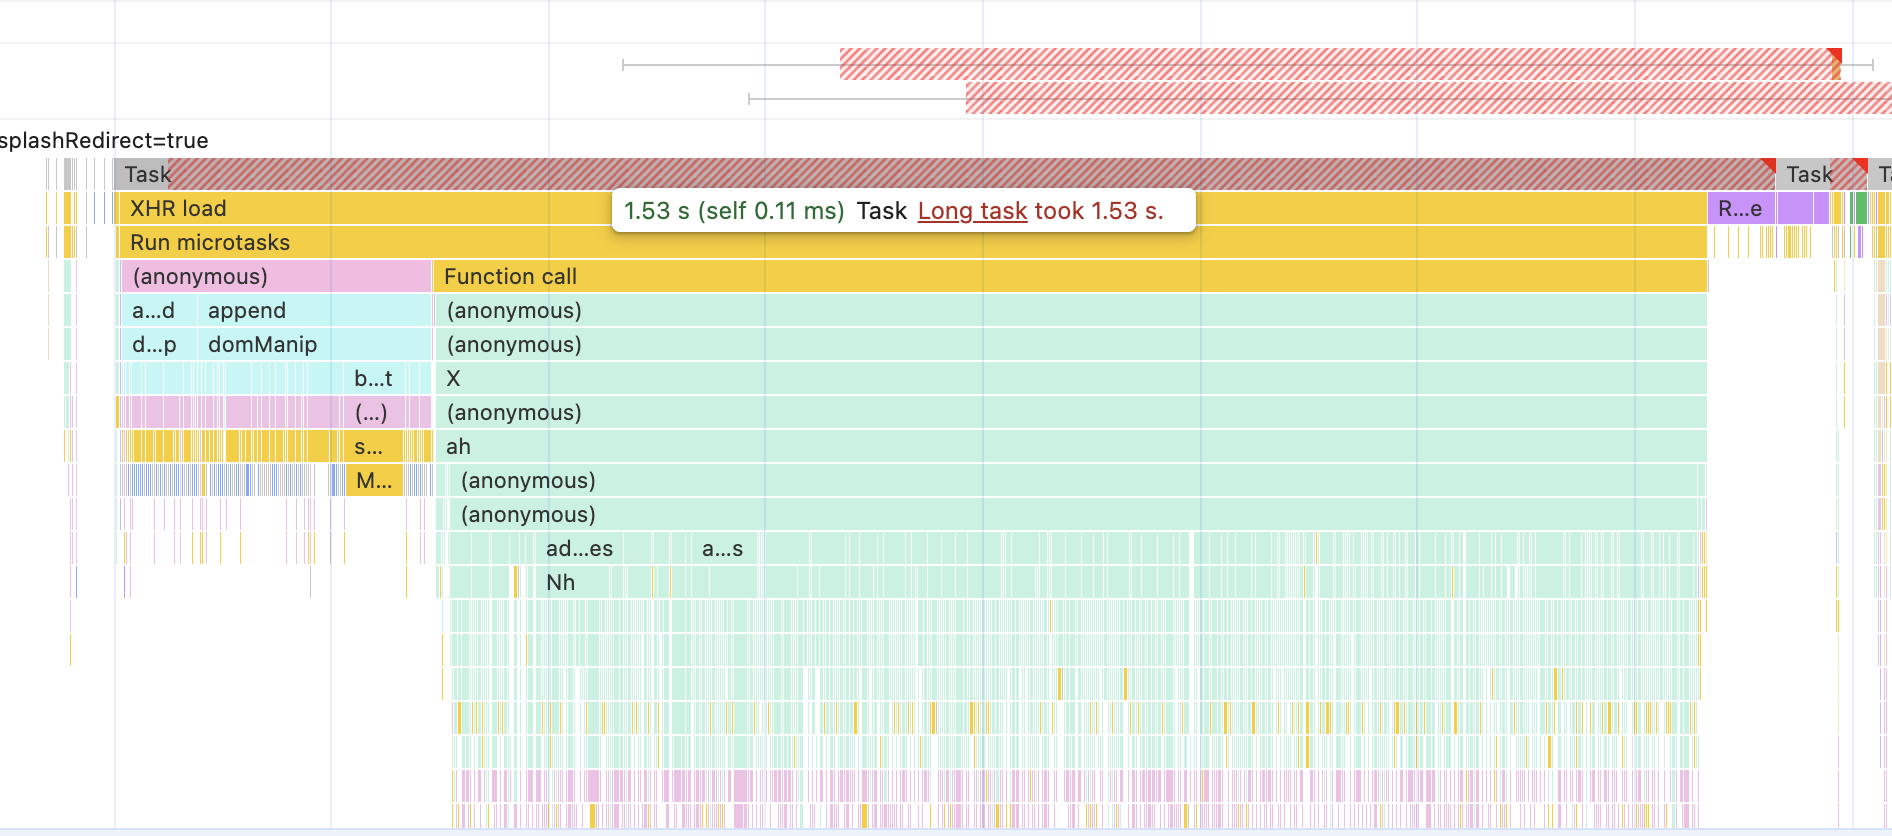 splashRedirect=true
Task Task
XHR load R...e
1.53 s (self 0.11 ms) Task Long task took 1.53 s.
Run microtasks
(anonymous) Function call
a...d append (anonymous)
d...p domManip (anonymous)
b...t X
(...) (anonymous)
s... ah
M... (anonymous)
(anonymous)
ad...es a...s
Nh